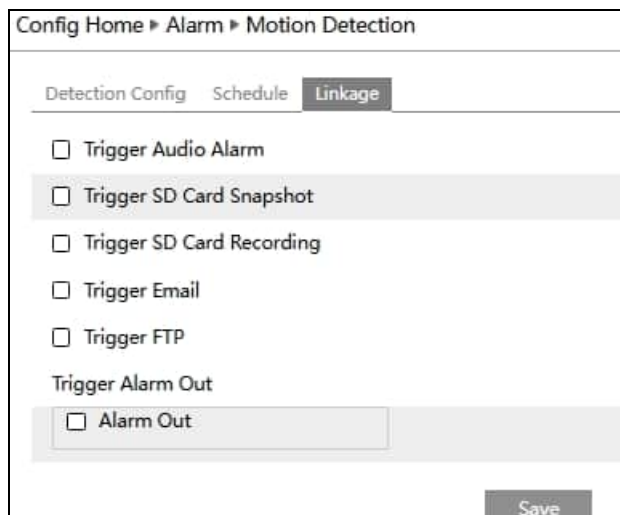 Config Home ▸ Alarm ▸ Motion Detection
Detection Config Schedule Linkage
Trigger Audio Alarm
Trigger SD Card Snapshot
Trigger SD Card Recording
Trigger Email
Trigger FTP
Trigger Alarm Out
Alarm Out
Save